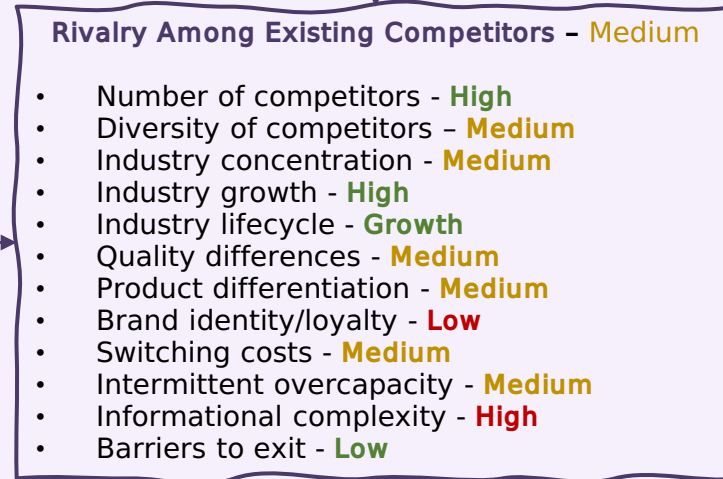 Rivalry Among Existing Competitors – Medium
• Number of competitors - High
• Diversity of competitors – Medium
• Industry concentration - Medium
• Industry growth - High
• Industry lifecycle - Growth
• Quality differences - Medium
• Product differentiation - Medium
• Brand identity/loyalty - Low
• Switching costs - Medium
• Intermittent overcapacity - Medium
• Informational complexity - High
• Barriers to exit - Low